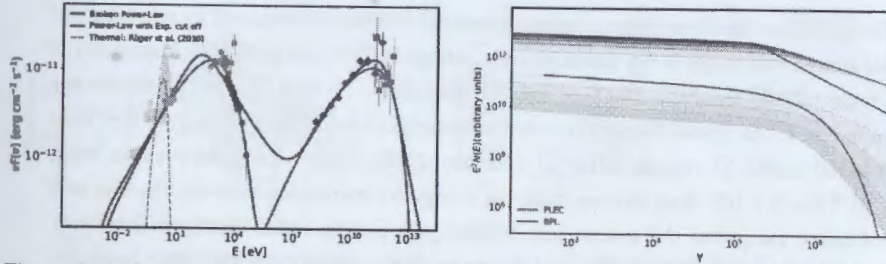 Broken Power-Law
Power-Law with Exp. cut off
Thermal: Rüger et al. (2010)
νF(ν) [erg cm⁻² s⁻¹]
10⁻¹¹
10⁻¹²
10⁻² 10¹ 10⁴ 10⁷ 10¹⁰ 10¹³
E [eV]
E²N(E)(arbitrary units)
10¹²
10¹⁰
10⁸
10⁶
PLEC
BPL
10³ 10⁴ 10⁵ 10⁶
γ